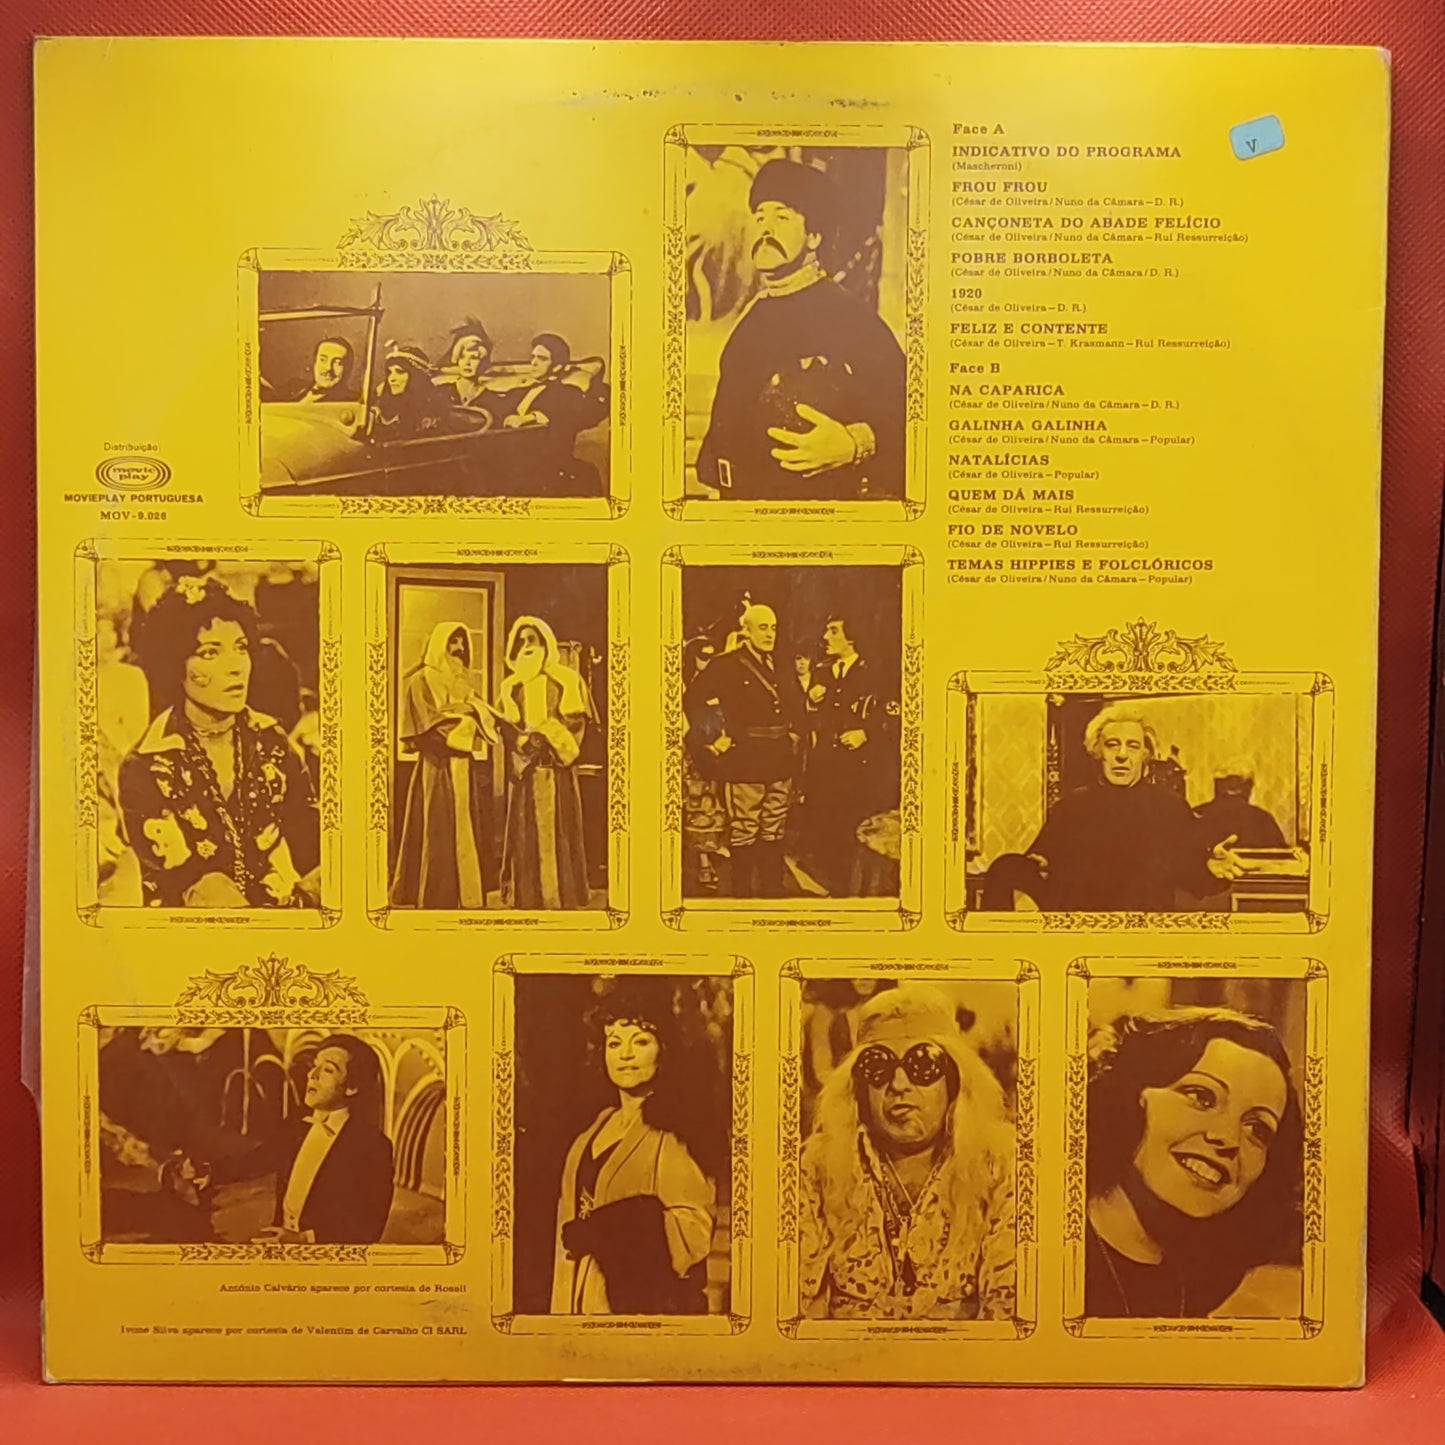 Face A
INDICATIVO DO PROGRAMA
(Mascheroni)
FROU FROU
(César de Oliveira/Nuno da Câmara – D. R.)
CANÇONETA DO ABADE FELÍCIO
(César de Oliveira/Nuno da Câmara – Rui Ressurreição)
POBRE BORBOLETA
(César de Oliveira/Nuno da Câmara/D. R.)
1920
(César de Oliveira – D. R.)
FELIZ E CONTENTE
(César de Oliveira – T. Krasmann – Rui Ressurreição)
Face B
NA CAPARICA
(César de Oliveira/Nuno da Câmara – D. R.)
GALINHA GALINHA
(César de Oliveira/Nuno da Câmara – Popular)
NATALÍCIAS
(César de Oliveira – Popular)
QUEM DÁ MAIS
(César de Oliveira – Rui Ressurreição)
FIO DE NOVELO
(César de Oliveira – Rui Ressurreição)
TEMAS HIPPIES E FOLCLÓRICOS
(César de Oliveira/Nuno da Câmara – Popular)
V
Distribuição:
movie
play
MOVIEPLAY PORTUGUESA
MOV-9.026
António Calvário aparece por cortesia de Rossil
Ivone Silva aparece por cortesia de Valentim de Carvalho CI SARL